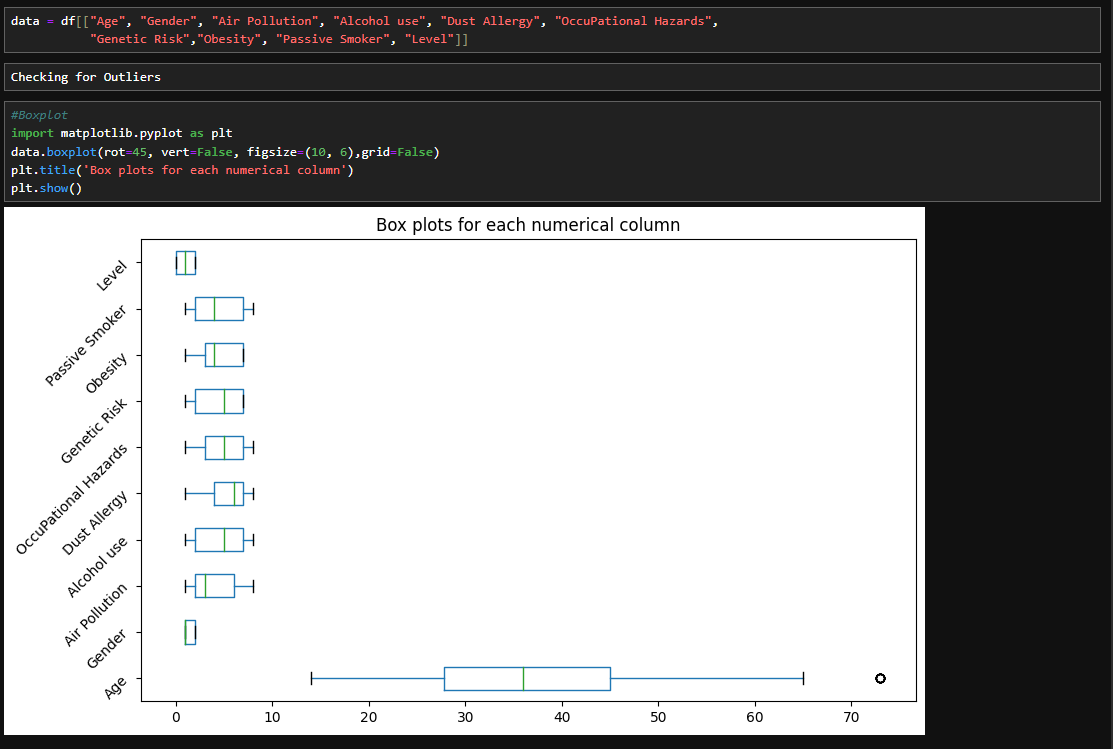 data = df[["Age", "Gender", "Air Pollution", "Alcohol use", "Dust Allergy", "OccuPational Hazards",
"Genetic Risk","Obesity", "Passive Smoker", "Level"]]
Checking for Outliers
#Boxplot
import matplotlib.pyplot as plt
data.boxplot(rot=45, vert=False, figsize=(10, 6),grid=False)
plt.title('Box plots for each numerical column')
plt.show()
Box plots for each numerical column
Level
Passive Smoker
Obesity
Genetic Risk
OccuPational Hazards
Dust Allergy
Alcohol use
Air Pollution
Gender
Age
0 10 20 30 40 50 60 70